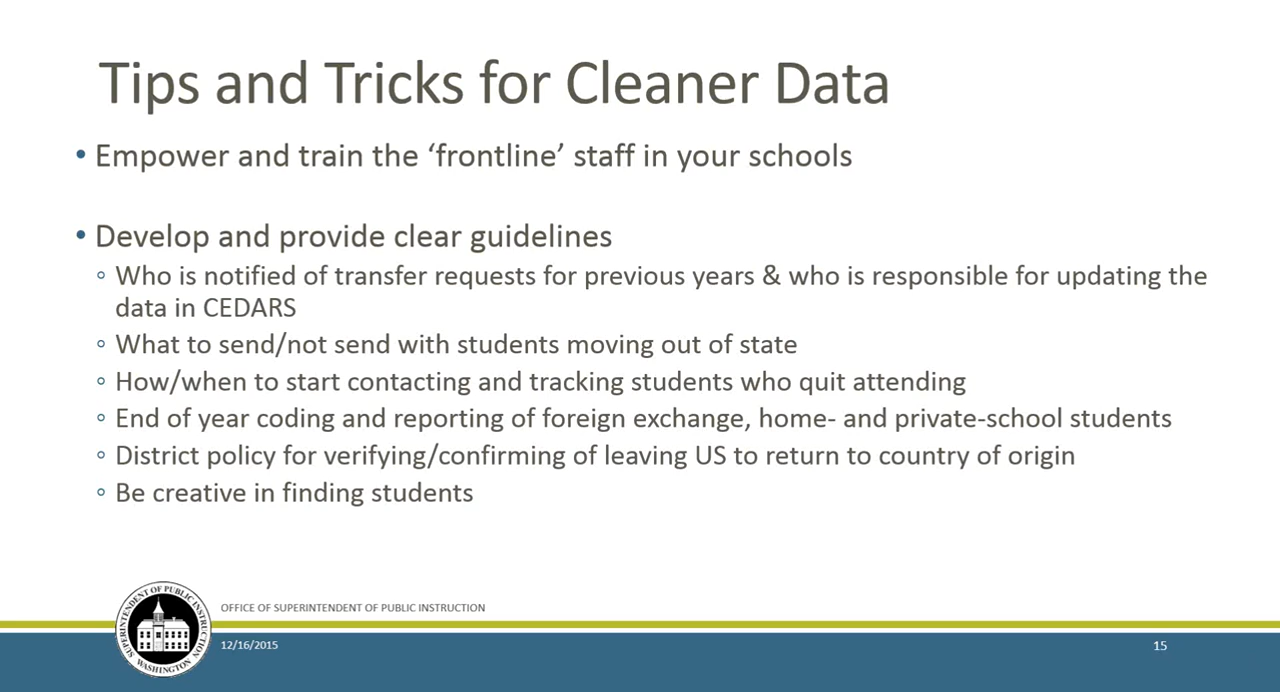 Tips and Tricks for Cleaner Data
• Empower and train the ‘frontline’ staff in your schools
• Develop and provide clear guidelines
◦ Who is notified of transfer requests for previous years & who is responsible for updating the
data in CEDARS
◦ What to send/not send with students moving out of state
◦ How/when to start contacting and tracking students who quit attending
◦ End of year coding and reporting of foreign exchange, home- and private-school students
◦ District policy for verifying/confirming of leaving US to return to country of origin
◦ Be creative in finding students
SUPERINTENDENT OF PUBLIC INSTRUCTION
WASHINGTON
OFFICE OF SUPERINTENDENT OF PUBLIC INSTRUCTION
12/16/2015
15